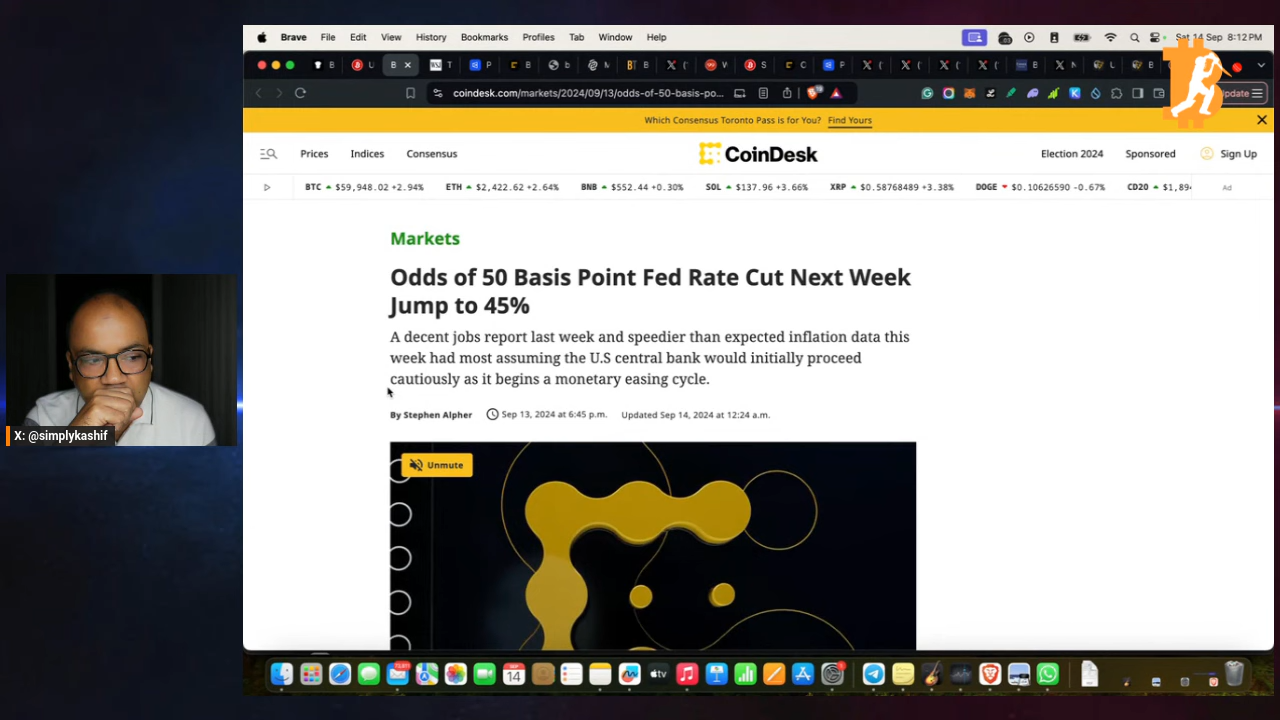 Brave File Edit View History Bookmarks Profiles Tab Window Help Sat 14 Sep 8:12 PM
coindesk.com/markets/2024/09/13/odds-of-50-basis-po...
Update
Which Consensus Toronto Pass is for You? Find Yours
Prices Indices Consensus CoinDesk Election 2024 Sponsored Sign Up
BTC $59,948.02 +2.94% ETH $2,422.62 +2.64% BNB $552.44 +0.30% SOL $137.96 +3.66% XRP $0.58768489 +3.38% DOGE $0.10626590 -0.67% CD20 $1,894 Ad
Markets
Odds of 50 Basis Point Fed Rate Cut Next Week
Jump to 45%
A decent jobs report last week and speedier than expected inflation data this
week had most assuming the U.S central bank would initially proceed
cautiously as it begins a monetary easing cycle.
By Stephen Alpher Sep 13, 2024 at 6:45 p.m. Updated Sep 14, 2024 at 12:24 a.m.
Unmute
X: @simplykashif
SEP
14
tv